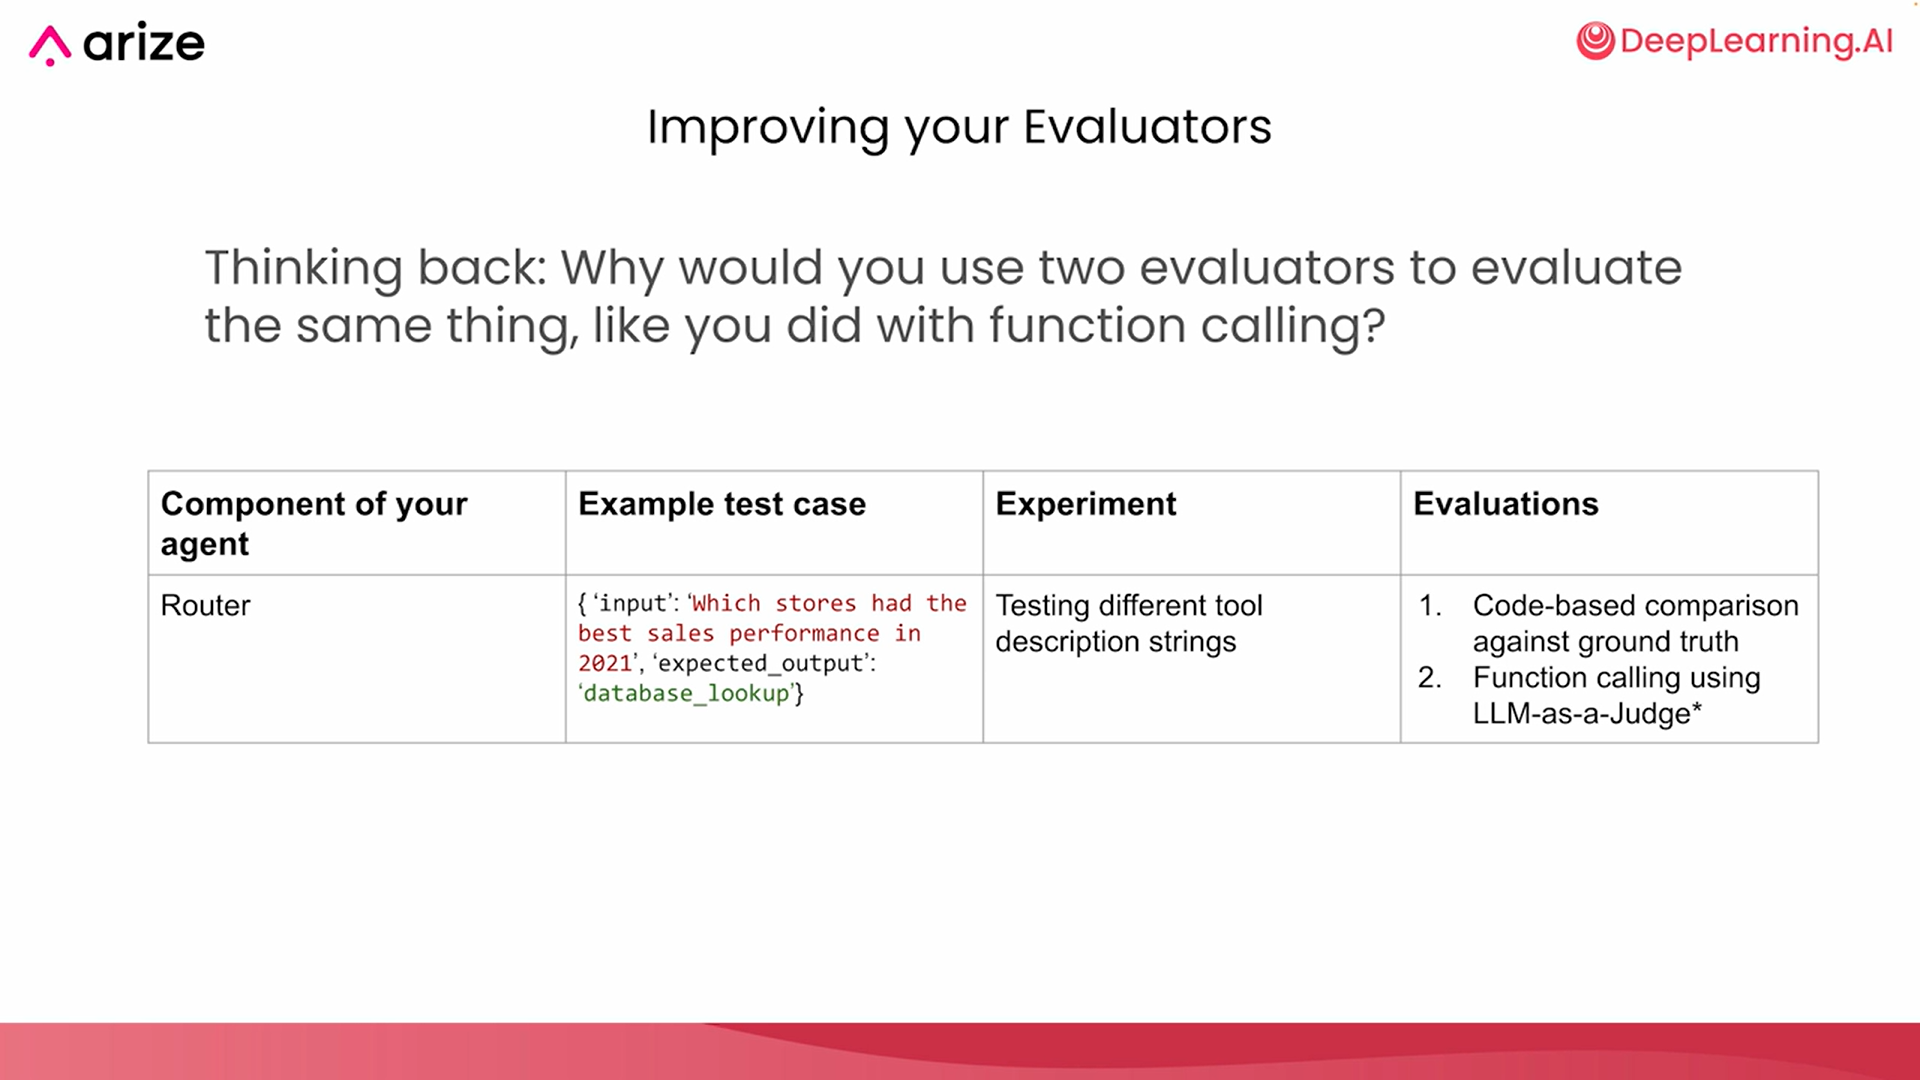 arize
DeepLearning.AI
Improving your Evaluators
Thinking back: Why would you use two evaluators to evaluate
the same thing, like you did with function calling?
Component of your
agent
Example test case
Experiment
Evaluations
Router
{ ‘input’: ‘Which stores had the
best sales performance in
2021’, ‘expected_output’:
‘database_lookup’}
Testing different tool
description strings
1. Code-based comparison
against ground truth
2. Function calling using
LLM-as-a-Judge*